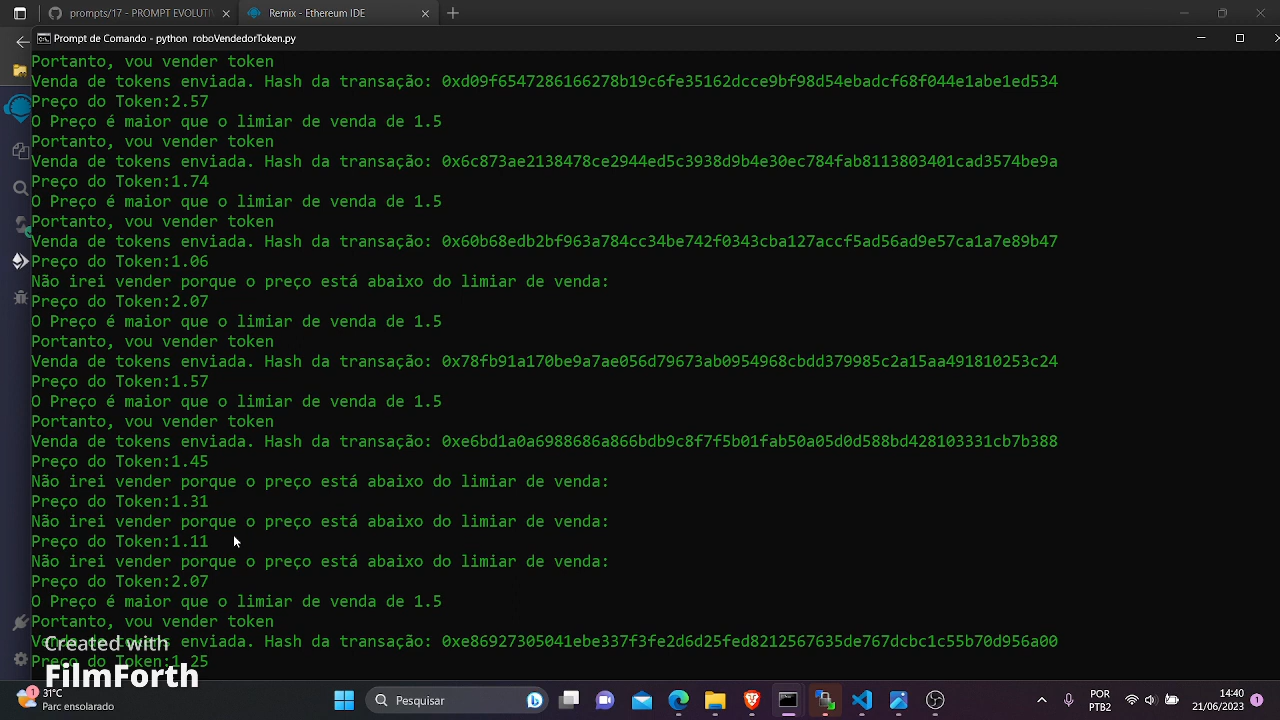 prompts/17 - PROMPT EVOLUTIV
Remix - Ethereum IDE
Prompt de Comando - python roboVendedorToken.py
Portanto, vou vender token
Venda de tokens enviada. Hash da transação: 0xd09f6547286166278b19c6fe35162dcce9bf98d54ebadcf68f044e1abe1ed534
Preço do Token:2.57
O Preço é maior que o limiar de venda de 1.5
Portanto, vou vender token
Venda de tokens enviada. Hash da transação: 0x6c873ae2138478ce2944ed5c3938d9b4e30ec784fab8113803401cad3574be9a
Preço do Token:1.74
O Preço é maior que o limiar de venda de 1.5
Portanto, vou vender token
Venda de tokens enviada. Hash da transação: 0x60b68edb2bf963a784cc34be742f0343cba127accf5ad56ad9e57ca1a7e89b47
Preço do Token:1.06
Não irei vender porque o preço está abaixo do limiar de venda:
Preço do Token:2.07
O Preço é maior que o limiar de venda de 1.5
Portanto, vou vender token
Venda de tokens enviada. Hash da transação: 0x78fb91a170be9a7ae056d79673ab0954968cbdd379985c2a15aa491810253c24
Preço do Token:1.57
O Preço é maior que o limiar de venda de 1.5
Portanto, vou vender token
Venda de tokens enviada. Hash da transação: 0xe6bd1a0a6988686a866bdb9c8f7f5b01fab50a05d0d588bd428103331cb7b388
Preço do Token:1.45
Não irei vender porque o preço está abaixo do limiar de venda:
Preço do Token:1.31
Não irei vender porque o preço está abaixo do limiar de venda:
Preço do Token:1.11
Não irei vender porque o preço está abaixo do limiar de venda:
Preço do Token:2.07
O Preço é maior que o limiar de venda de 1.5
Portanto, vou vender token
Venda de tokens enviada. Hash da transação: 0xe86927305041ebe337f3fe2d6d25fed8212567635de767dcbc1c55b70d956a00
Preço do Token:1.25
Created with
FilmForth
1
31°C
Parc ensolarado
Pesquisar
POR
PTB2
14:19
21/06/2023
1